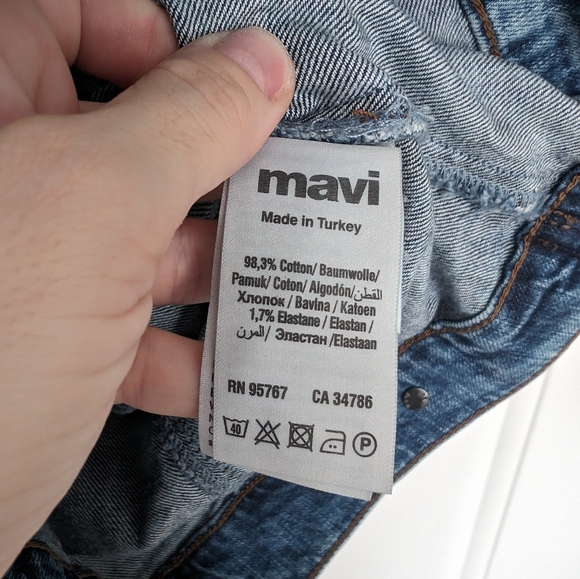 mavi
Made in Turkey
98,3% Cotton/ Baumwolle/
Pamuk/ Coton/ Algodón/القطن/
Хлопок / Bavina / Katoen
1,7% Elastane / Elastan /
المرن/ Эластан /Elastaan
RN 95767 CA 34786
40 P